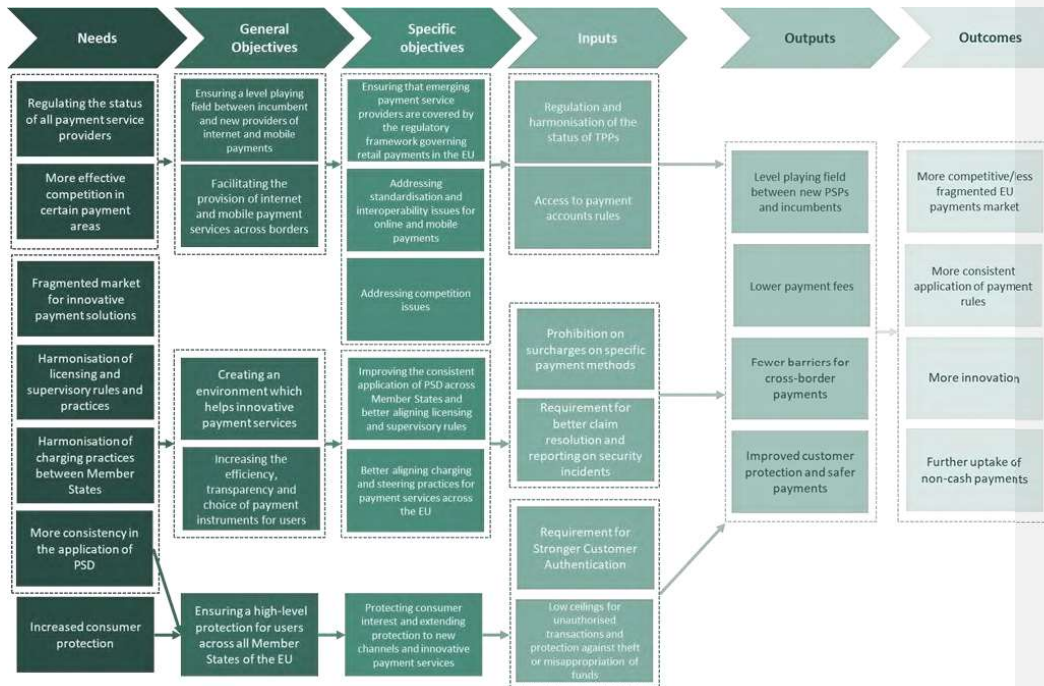 Needs
General
Objectives
Specific
objectives
Inputs
Outputs
Outcomes
Regulating the status
of all payment service
providers
More effective
competition in
certain payment
areas
Fragmented market
for innovative
payment solutions
Harmonisation of
licensing and
supervisory rules and
practices
Harmonisation of
charging practices
between Member
States
More consistency in
the application of
PSD
Increased consumer
protection
Ensuring a level playing
field between incumbent
and new providers of
internet and mobile
payments
Facilitating the
provision of internet
and mobile payment
services across borders
Creating an
environment which
helps innovative
payment services
Increasing the
efficiency,
transparency and
choice of payment
instruments for users
Ensuring a high-level
protection for users
across all Member
States of the EU
Ensuring that emerging
payment service
providers are covered by
the regulatory
framework governing
retail payments in the EU
Addressing
standardisation and
interoperability issues for
online and mobile
payments
Addressing competition
issues
Improving the consistent
application of PSD across
Member States and
better aligning licensing
and supervisory rules
Better aligning charging
and steering practices for
payment services across
the EU
Protecting consumer
interest and extending
protection to new
channels and innovative
payment services
Regulation and
harmonisation of the
status of TPPs
Access to payment
accounts rules
Prohibition on
surcharges on specific
payment methods
Requirement for
better claim
resolution and
reporting on security
incidents
Requirement for
Stronger Customer
Authentication
Low ceilings for
unauthorised
transactions and
protection against theft
or misappropriation of
funds
Level playing field
between new PSPs
and incumbents
Lower payment fees
Fewer barriers for
cross-border
payments
Improved customer
protection and safer
payments
More competitive/less
fragmented EU
payments market
More consistent
application of payment
rules
More innovation
Further uptake of
non-cash payments